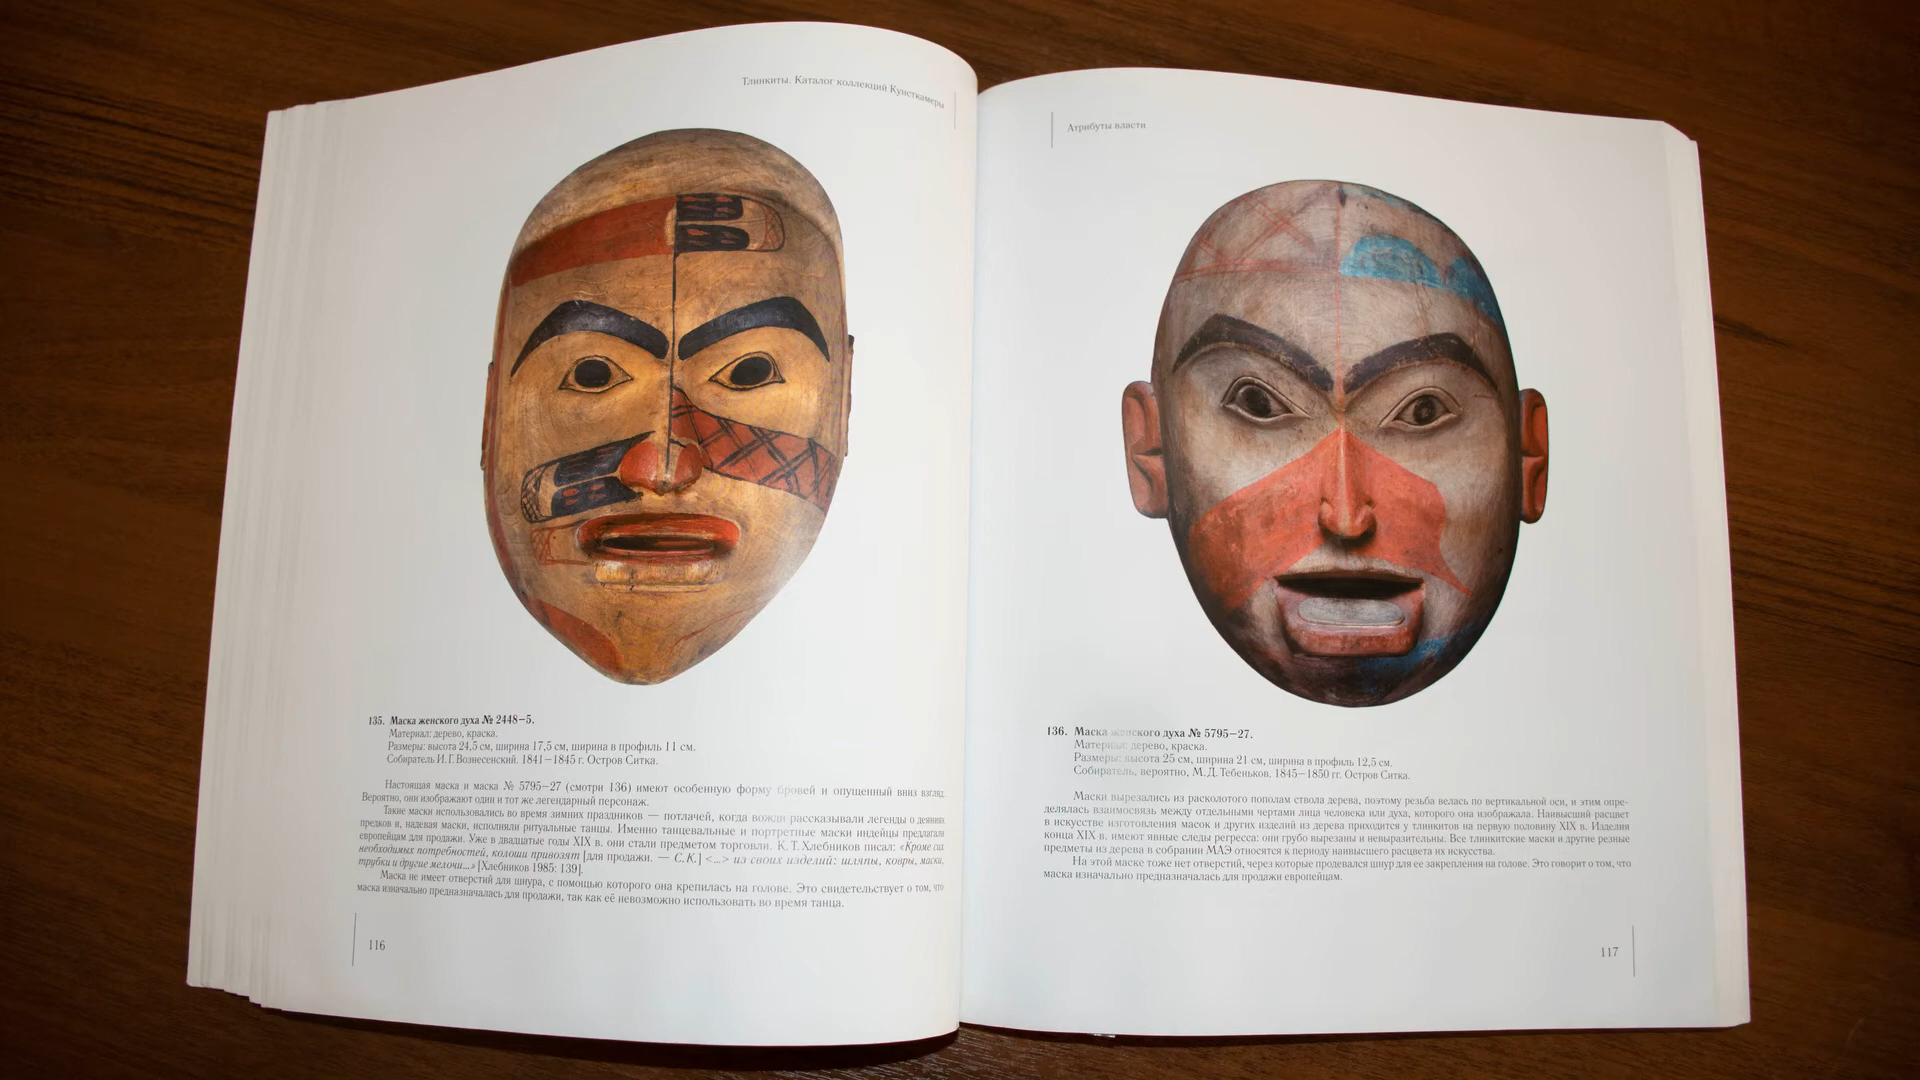 Тлинкиты. Каталог коллекций Кунсткамеры
135. Маска женского духа № 2448–5.
Материал: дерево, краска.
Размеры: высота 24,5 см, ширина 17,5 см, ширина в профиль 11 см.
Собиратель И. Г. Вознесенский. 1841–1845 г. Остров Ситка.
Настоящая маска и маска № 5795–27 (смотри 136) имеют особенную форму бровей и опущенный вниз взгляд.
Вероятно, они изображают один и тот же легендарный персонаж.
Такие маски использовались во время зимних праздников — потлачей, когда вожди рассказывали легенды о деяниях
предков и, надевая маски, исполняли ритуальные танцы. Именно танцевальные и портретные маски индейцы предлагали
европейцам для продажи. Уже в двадцатые годы XIX в. они стали предметом торговли. К. Т. Хлебников писал: «Кроме сих
необходимых потребностей, колоши привозят [для продажи. — С. К.] <...> из своих изделий: шляпы, ковры, маски,
трубки и другие мелочи...» [Хлебников 1985: 139].
Маска не имеет отверстий для шнура, с помощью которого она крепилась на голове. Это свидетельствует о том, что
маска изначально предназначалась для продажи, так как её невозможно использовать во время танца.
116
Атрибуты власти
136. Маска женского духа № 5795–27.
Материал: дерево, краска.
Размеры: высота 25 см, ширина 21 см, ширина в профиль 12,5 см.
Собиратель, вероятно, М. Д. Тебеньков. 1845–1850 гг. Остров Ситка.
Маски вырезались из расколотого пополам ствола дерева, поэтому резьба велась по вертикальной оси, и этим опре-
делялась взаимосвязь между отдельными чертами лица человека или духа, которого она изображала. Наивысший расцвет
в искусстве изготовления масок и других изделий из дерева приходится у тлинкитов на первую половину XIX в. Изделия
конца XIX в. имеют явные следы регресса: они грубо вырезаны и невыразительны. Все тлинкитские маски и другие резные
предметы из дерева в собрании МАЭ относятся к периоду наивысшего расцвета их искусства.
На этой маске тоже нет отверстий, через которые продевался шнур для ее закрепления на голове. Это говорит о том, что
маска изначально предназначалась для продажи европейцам.
117